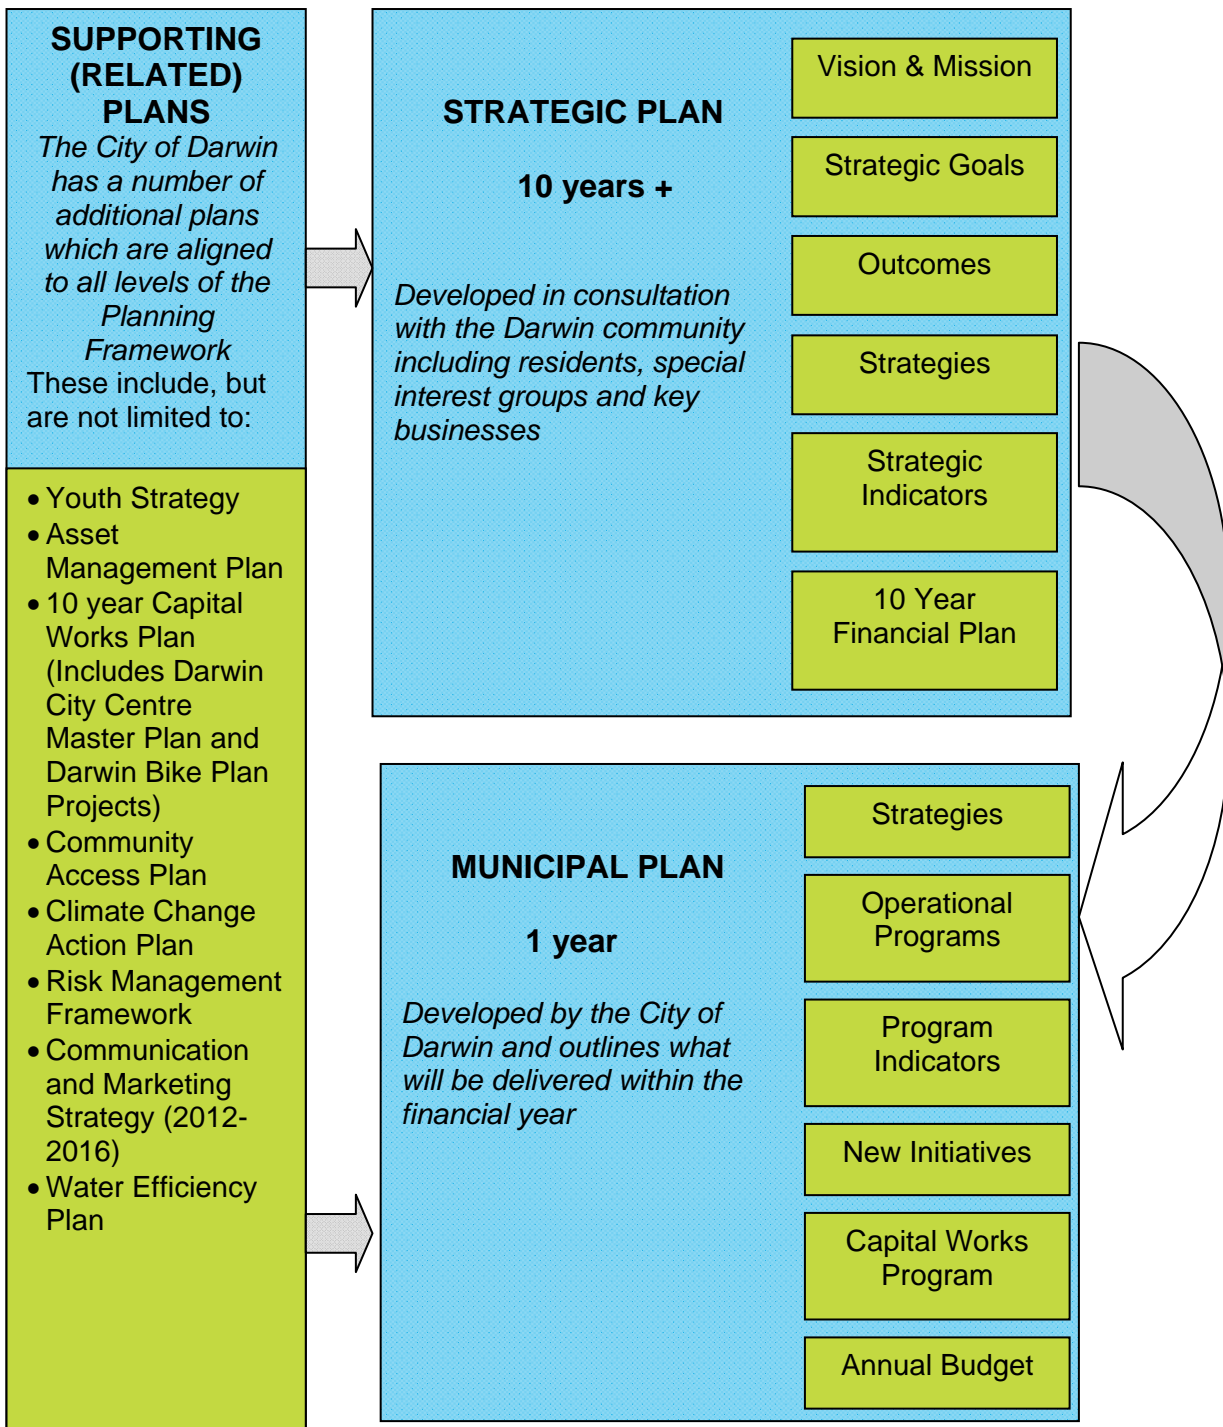 SUPPORTING
(RELATED)
PLANS
The City of Darwin
has a number of
additional plans
which are aligned
to all levels of the
Planning
Framework
These include, but
are not limited to:
• Youth Strategy
• Asset
Management Plan
• 10 year Capital
Works Plan
(Includes Darwin
City Centre
Master Plan and
Darwin Bike Plan
Projects)
• Community
Access Plan
• Climate Change
Action Plan
• Risk Management
Framework
• Communication
and Marketing
Strategy (2012-
2016)
• Water Efficiency
Plan
STRATEGIC PLAN
10 years +
Developed in consultation
with the Darwin community
including residents, special
interest groups and key
businesses
Vision & Mission
Strategic Goals
Outcomes
Strategies
Strategic
Indicators
10 Year
Financial Plan
MUNICIPAL PLAN
1 year
Developed by the City of
Darwin and outlines what
will be delivered within the
financial year
Strategies
Operational
Programs
Program
Indicators
New Initiatives
Capital Works
Program
Annual Budget